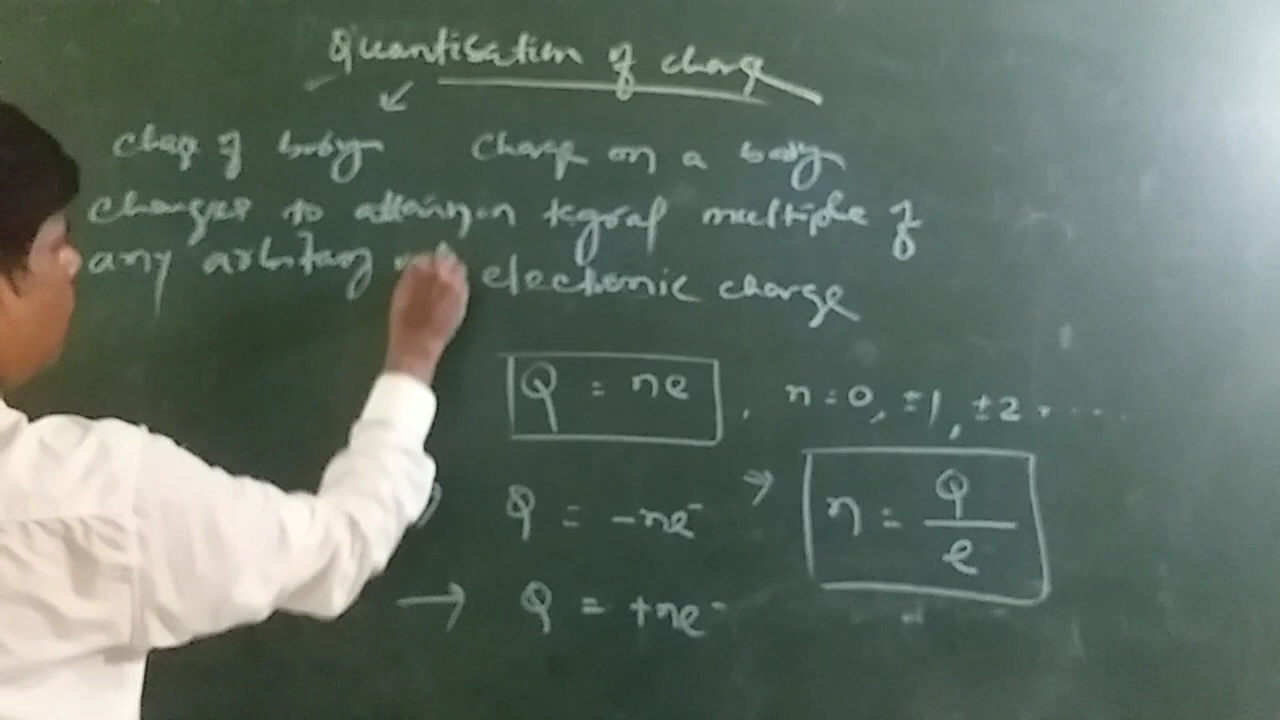 Quantisation of charge
↙
charge of body charge on a body
changes to attain an integral multiple of
any arbitrary electronic charge
Q = ne , n = 0, ±1, ±2, ....
Q = -ne⁻ → n = Q/e
→ Q = +ne⁻